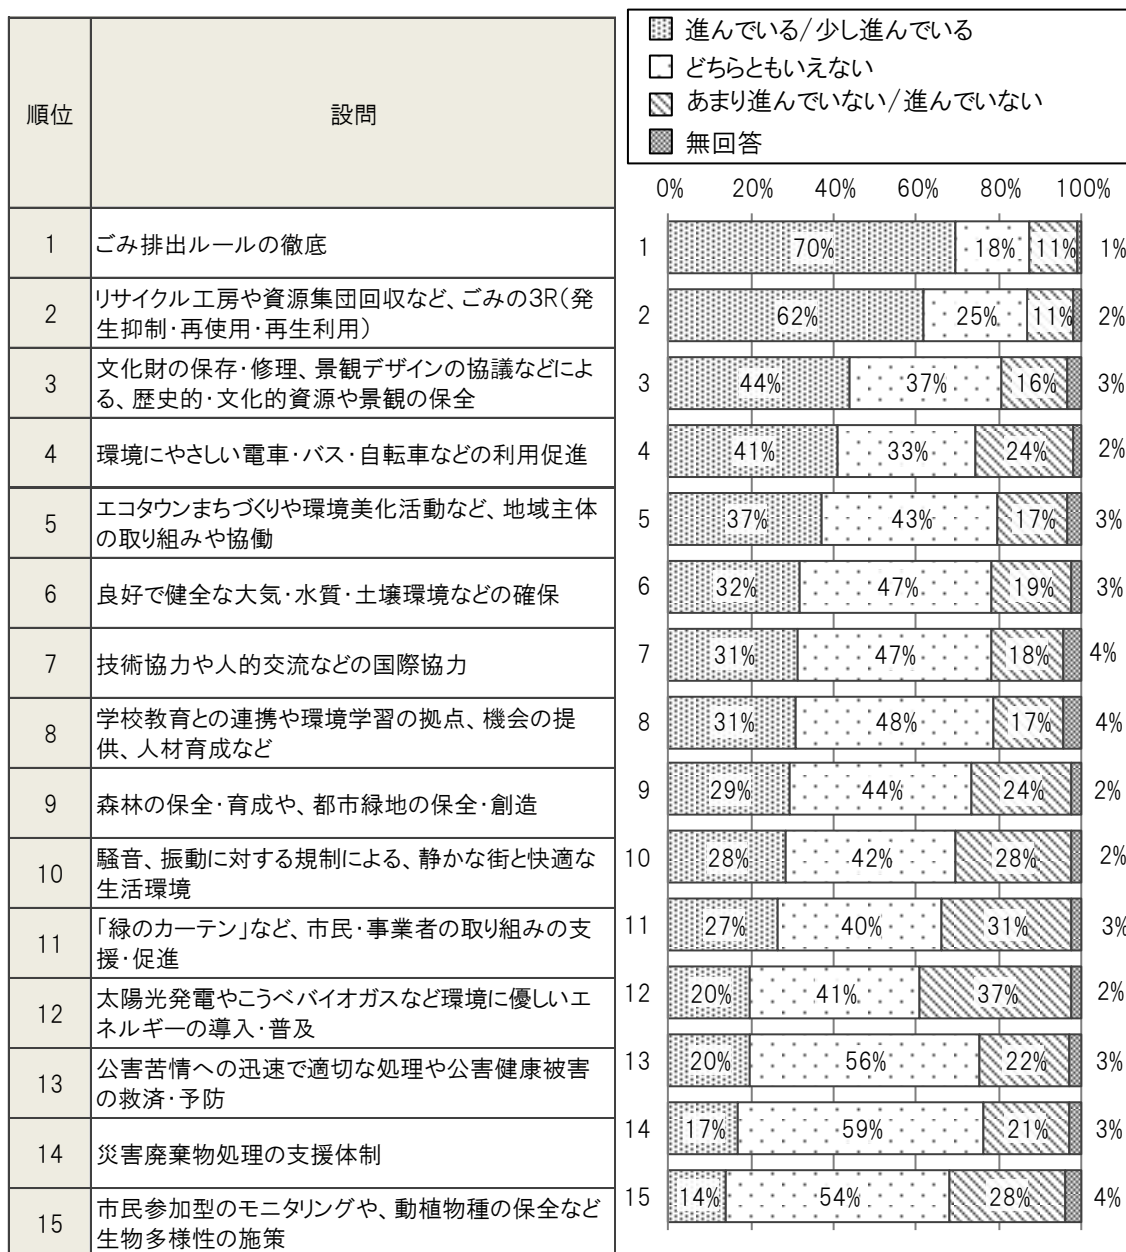 順位
設問
進んでいる/少し進んでいる
どちらともいえない
あまり進んでいない/進んでいない
無回答
0% 20% 40% 60% 80% 100%
1 ごみ排出ルールの徹底
1 70% 18% 11% 1%
2 リサイクル工房や資源集団回収など、ごみの3R(発
生抑制・再使用・再生利用)
2 62% 25% 11% 2%
3 文化財の保存・修理、景観デザインの協議などによ
る、歴史的・文化的資源や景観の保全
3 44% 37% 16% 3%
4 環境にやさしい電車・バス・自転車などの利用促進
4 41% 33% 24% 2%
5 エコタウンまちづくりや環境美化活動など、地域主体
の取り組みや協働
5 37% 43% 17% 3%
6 良好で健全な大気・水質・土壌環境などの確保
6 32% 47% 19% 3%
7 技術協力や人的交流などの国際協力
7 31% 47% 18% 4%
8 学校教育との連携や環境学習の拠点、機会の提
供、人材育成など
8 31% 48% 17% 4%
9 森林の保全・育成や、都市緑地の保全・創造
9 29% 44% 24% 2%
10 騒音、振動に対する規制による、静かな街と快適な
生活環境
10 28% 42% 28% 2%
11 「緑のカーテン」など、市民・事業者の取り組みの支
援・促進
11 27% 40% 31% 3%
12 太陽光発電やこうべバイオガスなど環境に優しいエ
ネルギーの導入・普及
12 20% 41% 37% 2%
13 公害苦情への迅速で適切な処理や公害健康被害
の救済・予防
13 20% 56% 22% 3%
14 災害廃棄物処理の支援体制
14 17% 59% 21% 3%
15 市民参加型のモニタリングや、動植物種の保全など
生物多様性の施策
15 14% 54% 28% 4%